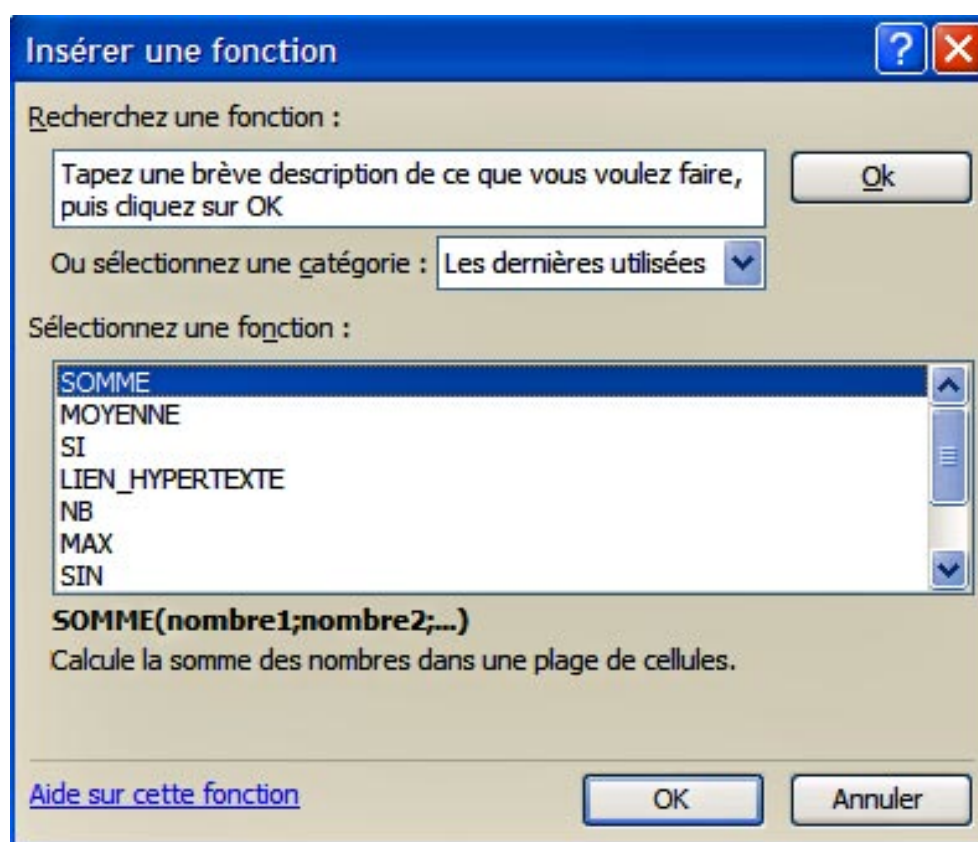 Insérer une fonction
Recherchez une fonction :
Tapez une brève description de ce que vous voulez faire,
puis cliquez sur OK
Ok
Ou sélectionnez une catégorie : Les dernières utilisées
Sélectionnez une fonction :
SOMME
MOYENNE
SI
LIEN_HYPERTEXTE
NB
MAX
SIN
SOMME(nombre1;nombre2;...)
Calcule la somme des nombres dans une plage de cellules.
Aide sur cette fonction
OK
Annuler